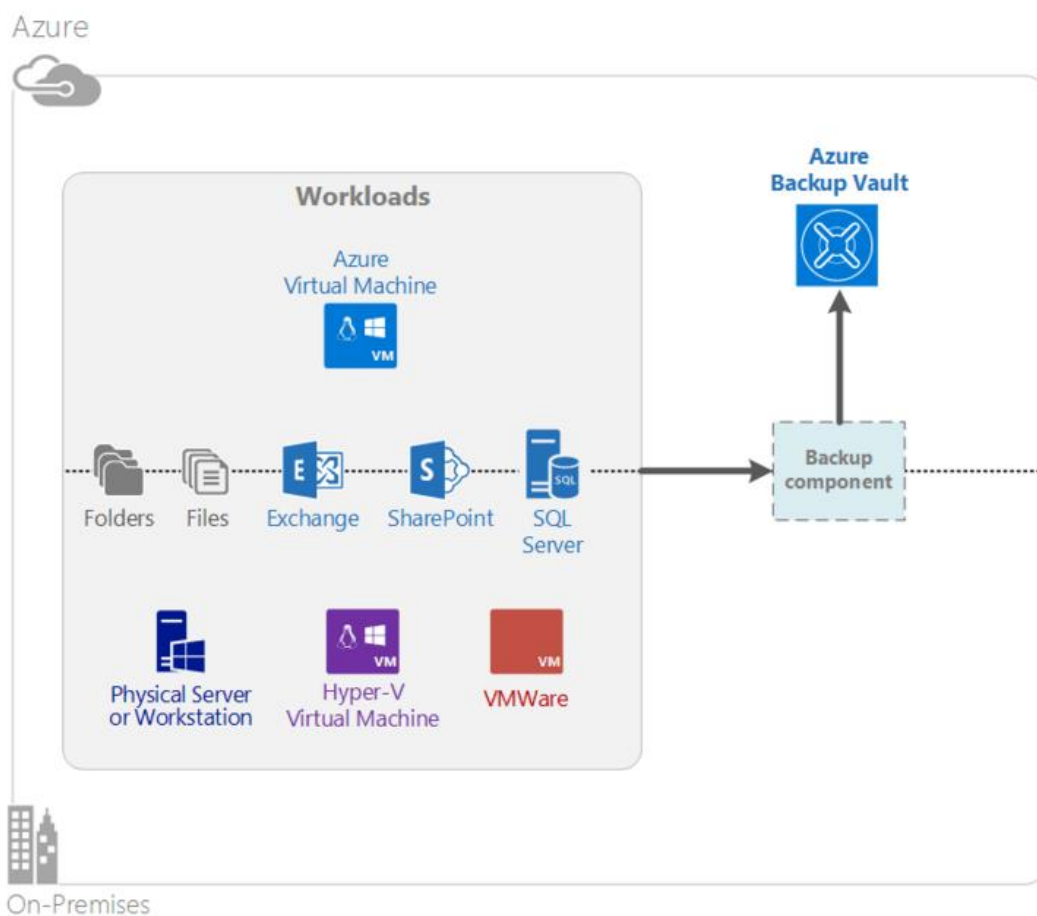 Azure
Azure
Backup Vault
Workloads
Azure
Virtual Machine
VM
E
S
SQL
Backup
component
Folders
Files
Exchange
SharePoint
SQL
Server
VM
VM
Physical Server
or Workstation
Hyper-V
Virtual Machine
VMWare
On-Premises